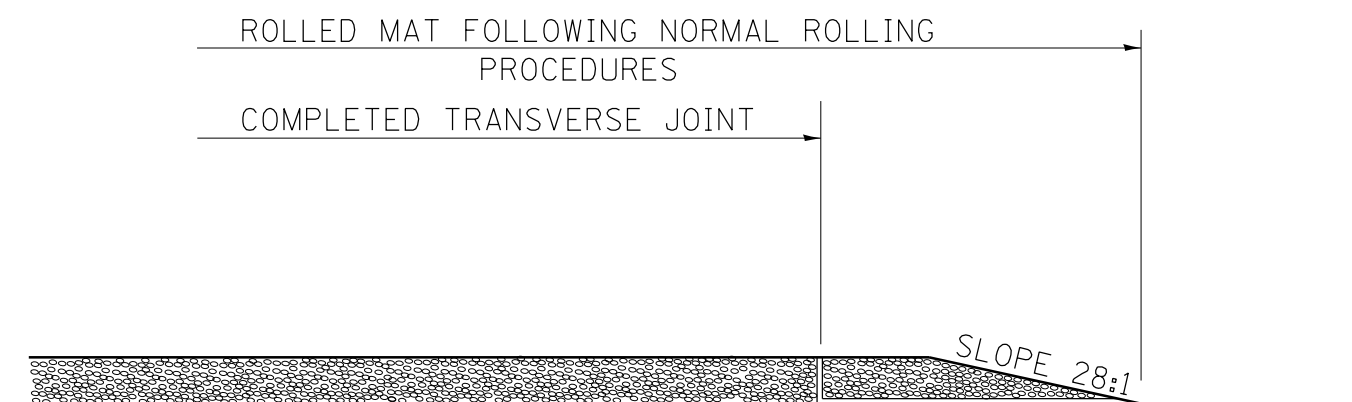 ROLLED MAT FOLLOWING NORMAL ROLLING
PROCEDURES
COMPLETED TRANSVERSE JOINT
SLOPE 28:1